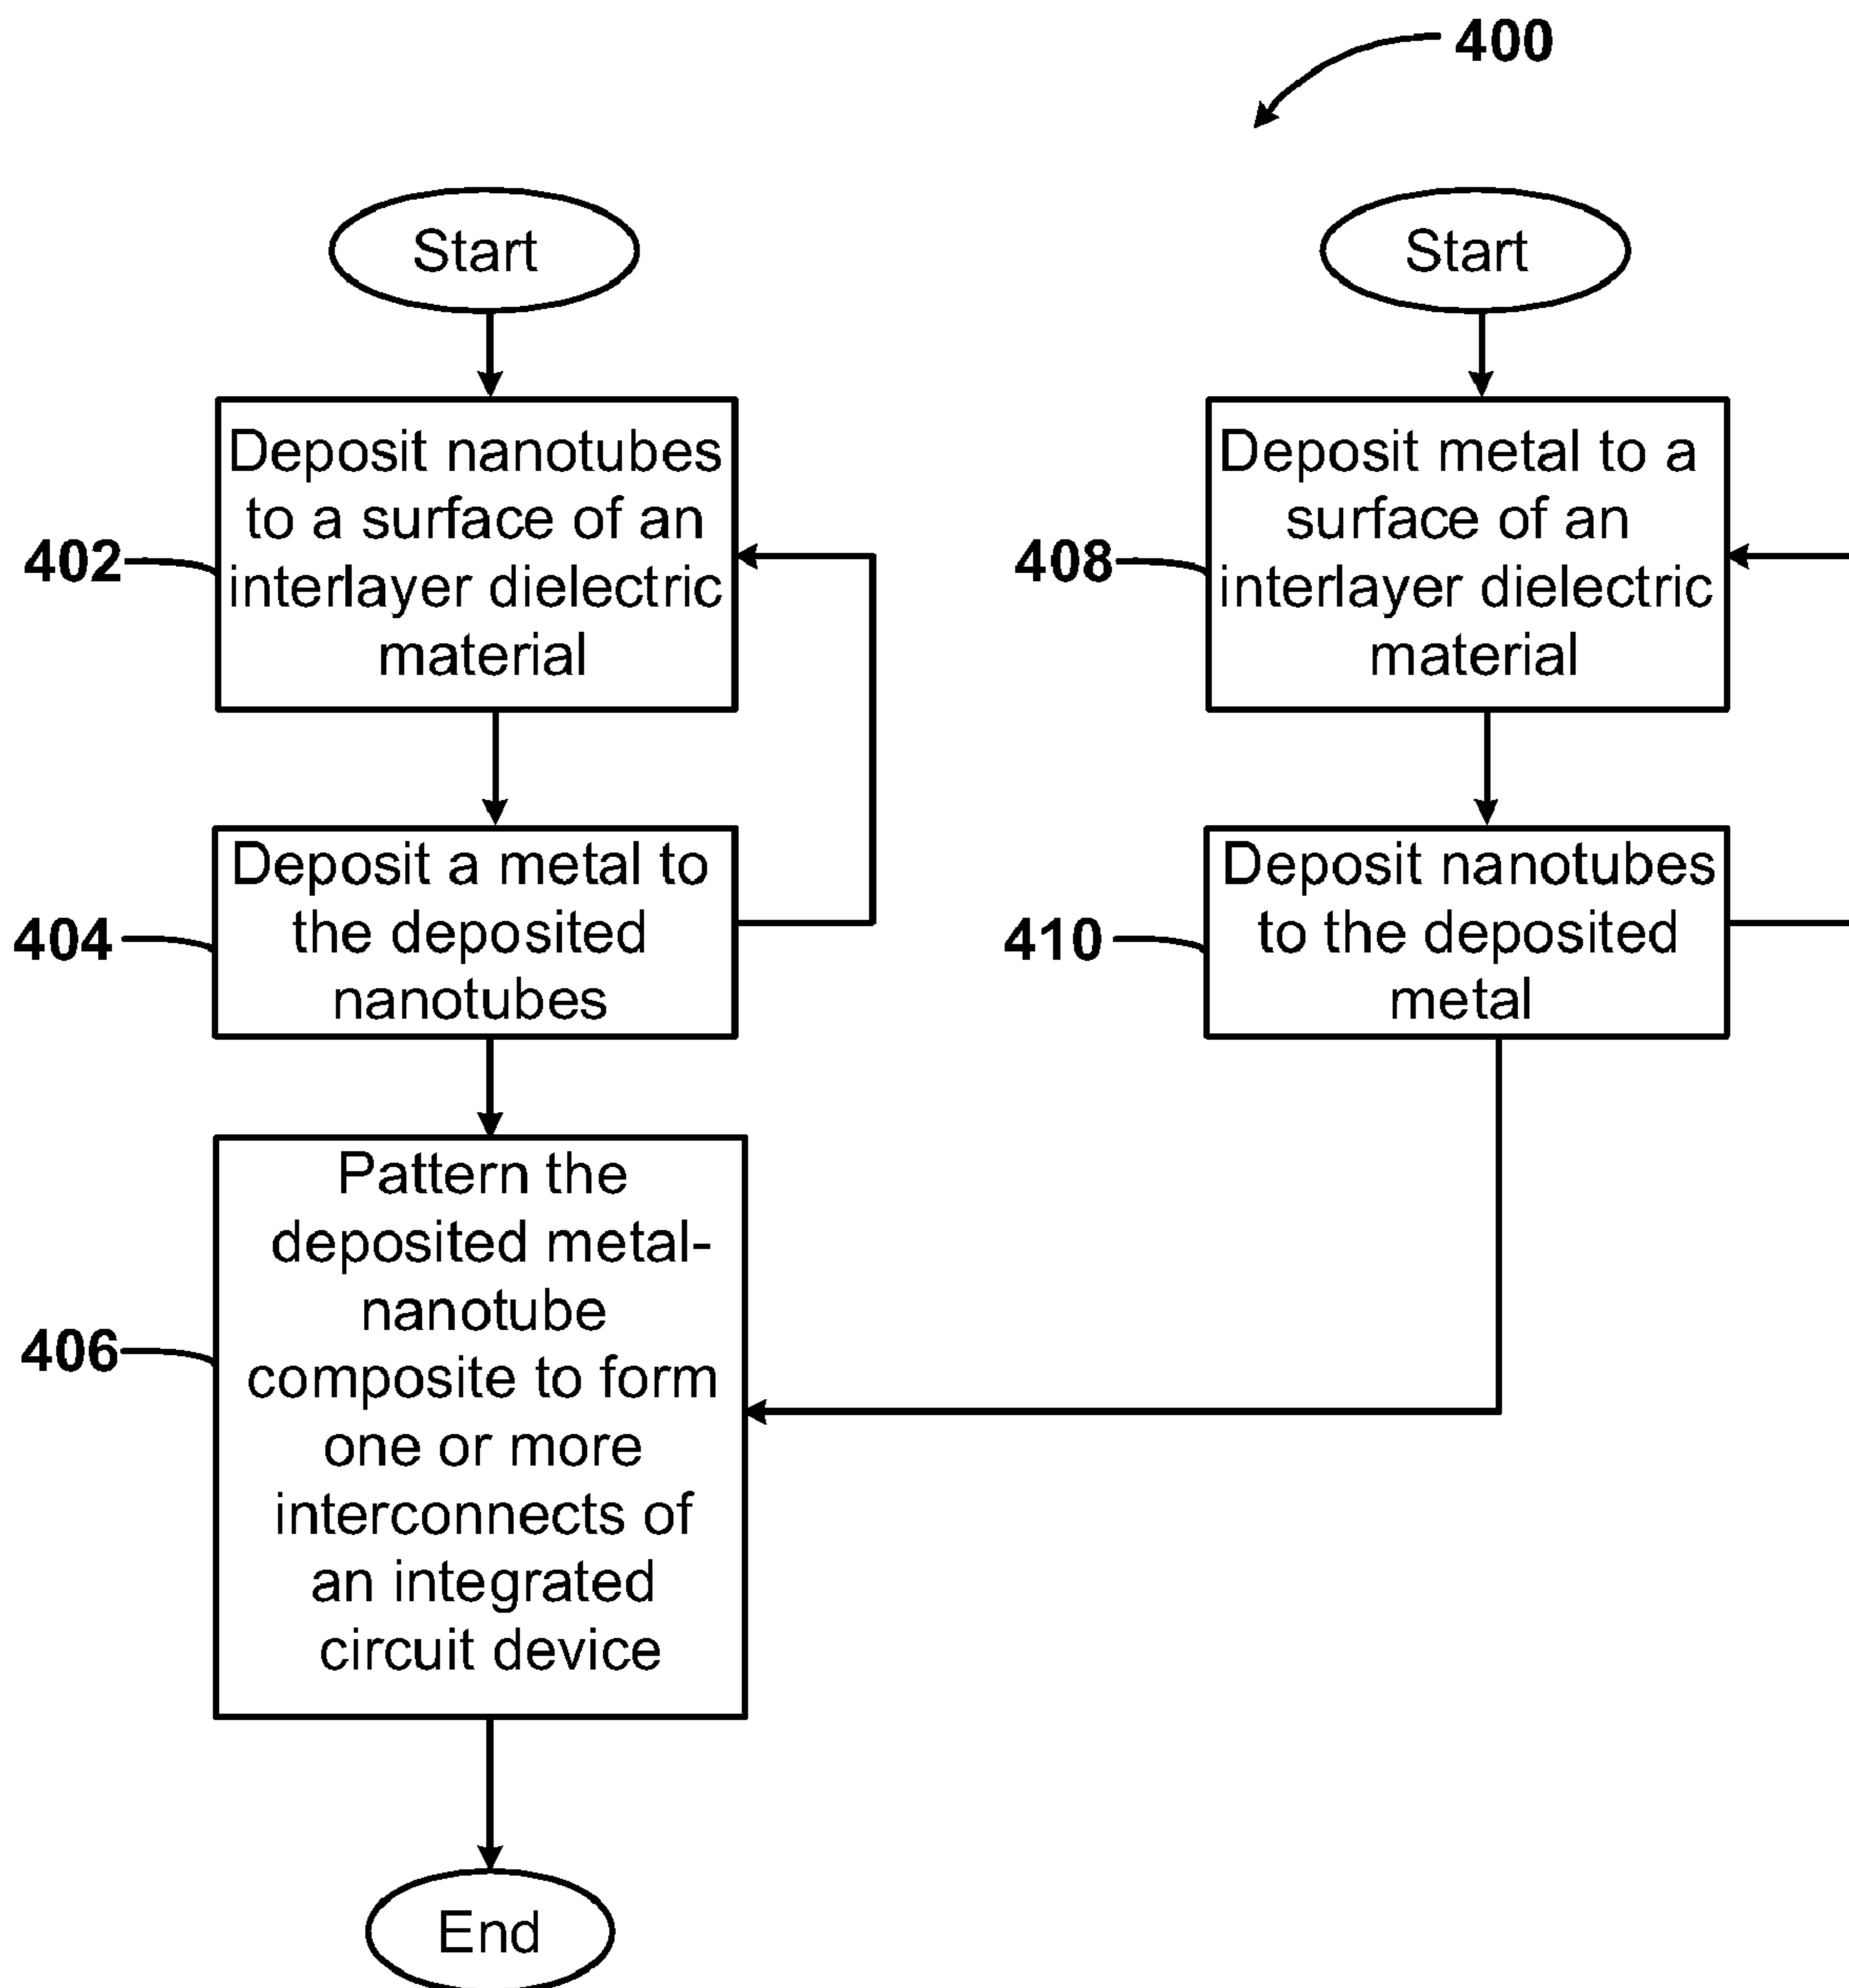 400
Start
402
Deposit nanotubes
to a surface of an
interlayer dielectric
material
404
Deposit a metal to
the deposited
nanotubes
406
Pattern the
deposited metal-
nanotube
composite to form
one or more
interconnects of
an integrated
circuit device
End
Start
408
Deposit metal to a
surface of an
interlayer dielectric
material
410
Deposit nanotubes
to the deposited
metal